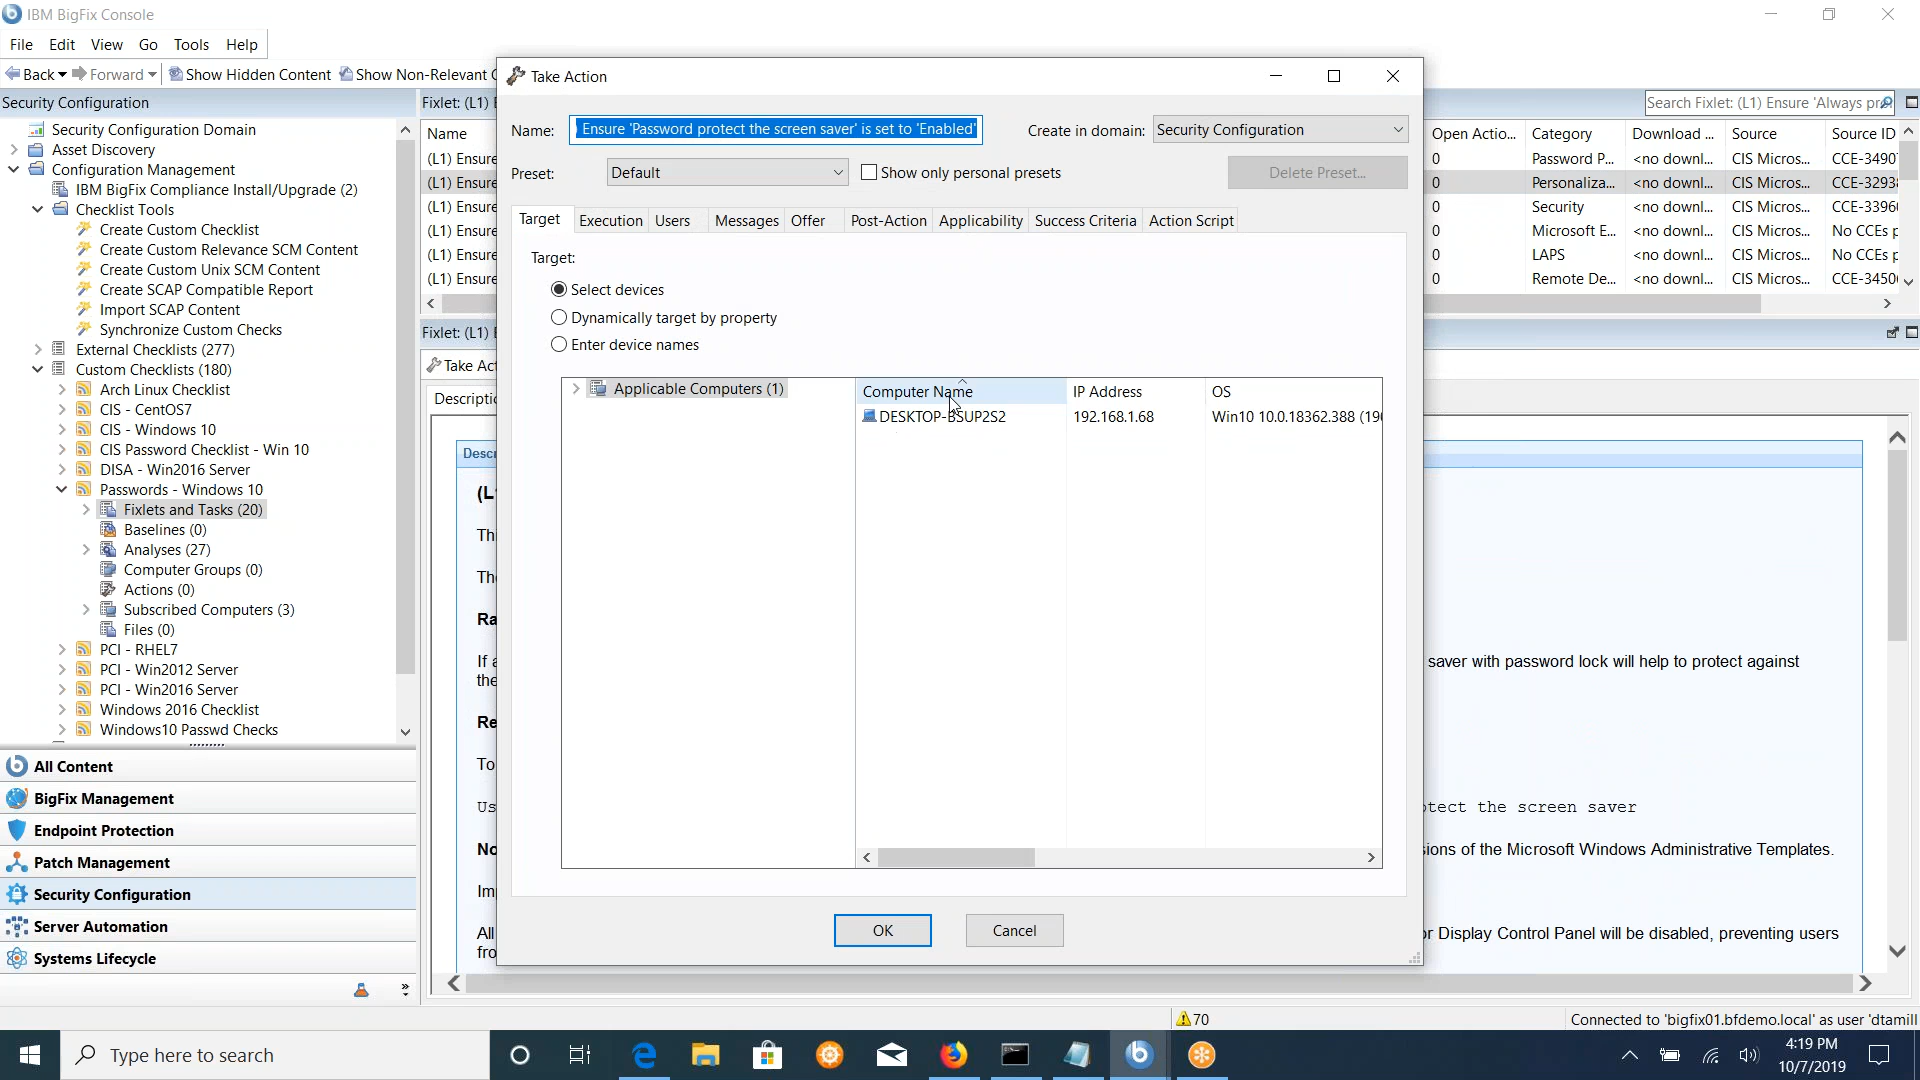 IBM BigFix Console
File Edit View Go Tools Help
Back Forward Show Hidden Content Show Non-Relevant C
Security Configuration
Security Configuration Domain
Asset Discovery
Configuration Management
IBM BigFix Compliance Install/Upgrade (2)
Checklist Tools
Create Custom Checklist
Create Custom Relevance SCM Content
Create Custom Unix SCM Content
Create SCAP Compatible Report
Import SCAP Content
Synchronize Custom Checks
External Checklists (277)
Custom Checklists (180)
Arch Linux Checklist
CIS - CentOS7
CIS - Windows 10
CIS Password Checklist - Win 10
DISA - Win2016 Server
Passwords - Windows 10
Fixlets and Tasks (20)
Baselines (0)
Analyses (27)
Computer Groups (0)
Actions (0)
Subscribed Computers (3)
Files (0)
PCI - RHEL7
PCI - Win2012 Server
PCI - Win2016 Server
Windows 2016 Checklist
Windows10 Passwd Checks
All Content
BigFix Management
Endpoint Protection
Patch Management
Security Configuration
Server Automation
Systems Lifecycle
Fixlet: (L1) E
Name
(L1) Ensure
(L1) Ensure
(L1) Ensure
(L1) Ensure
(L1) Ensure
(L1) Ensure
Fixlet: (L1) E
Take Act
Descriptio
Descr
(L
Thi
The
Ra
If a
the
Re
To
Us
No
Im
All
fro
Take Action
Name: Ensure 'Password protect the screen saver' is set to 'Enabled' Create in domain: Security Configuration
Preset: Default Show only personal presets Delete Preset...
Target Execution Users Messages Offer Post-Action Applicability Success Criteria Action Script
Target:
Select devices
Dynamically target by property
Enter device names
Applicable Computers (1)
Computer Name IP Address OS
DESKTOP-BSUP2S2 192.168.1.68 Win10 10.0.18362.388 (190
OK Cancel
Search Fixlet: (L1) Ensure 'Always pr
Open Actio... Category Download ... Source Source ID
0 Password P... <no downl... CIS Micros... CCE-3490
0 Personaliza... <no downl... CIS Micros... CCE-3293
0 Security <no downl... CIS Micros... CCE-3396
0 Microsoft E... <no downl... CIS Micros... No CCEs p
0 LAPS <no downl... CIS Micros... No CCEs p
0 Remote De... <no downl... CIS Micros... CCE-3450
saver with password lock will help to protect against
tect the screen saver
ions of the Microsoft Windows Administrative Templates.
or Display Control Panel will be disabled, preventing users
70
Connected to 'bigfix01.bfdemo.local' as user 'dtamill
Type here to search
4:19 PM
10/7/2019